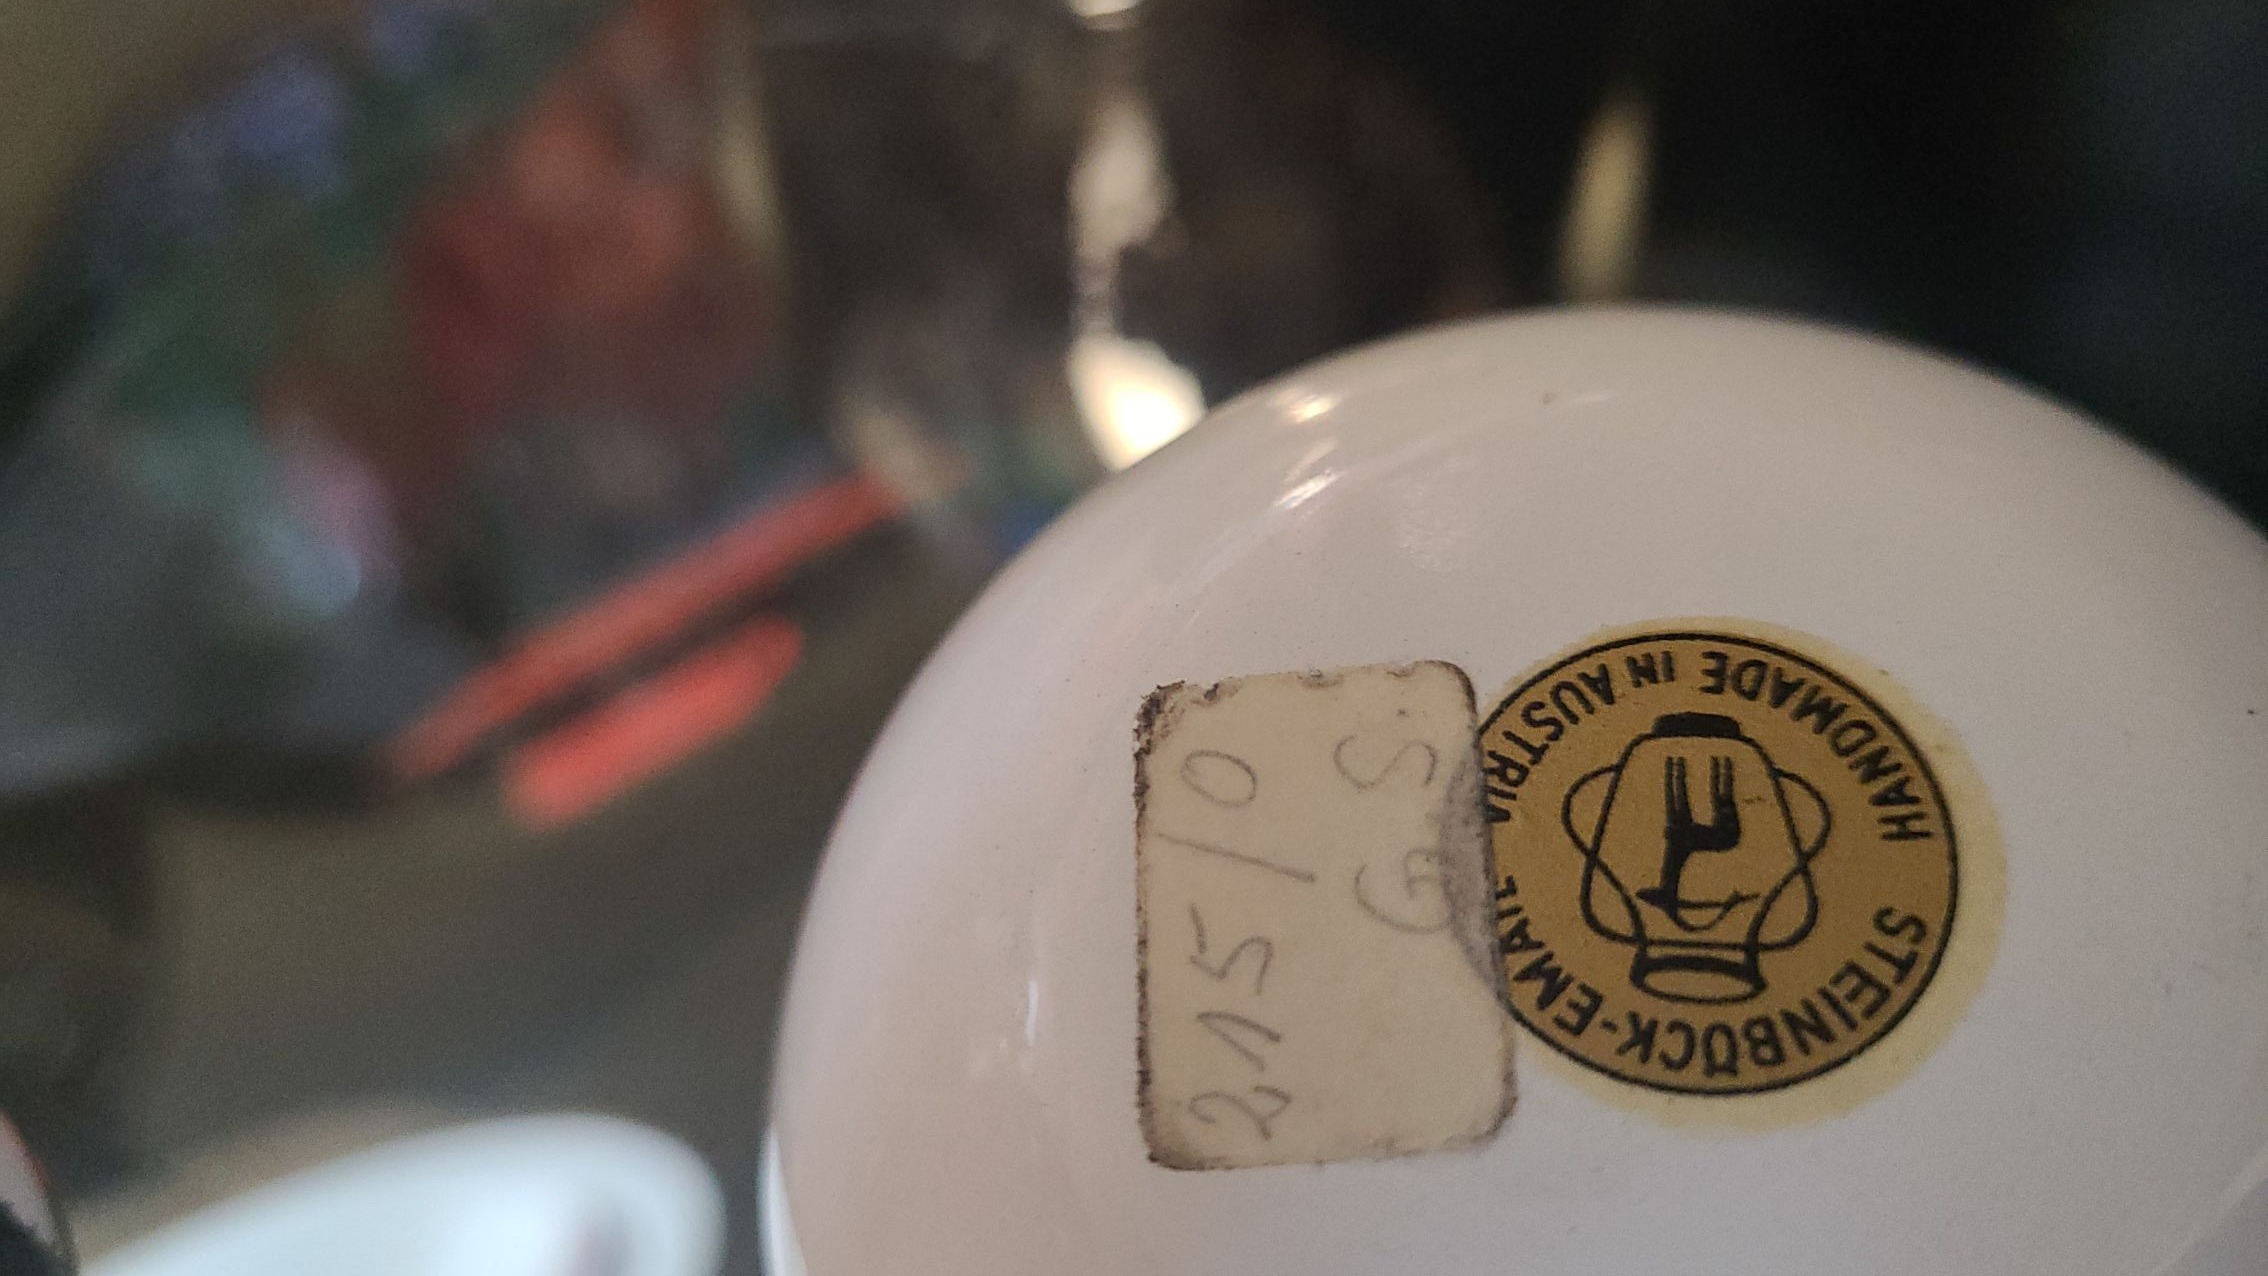 HANDMADE IN AUSTRIA
STEINBÖCK-EMAIL
215/0